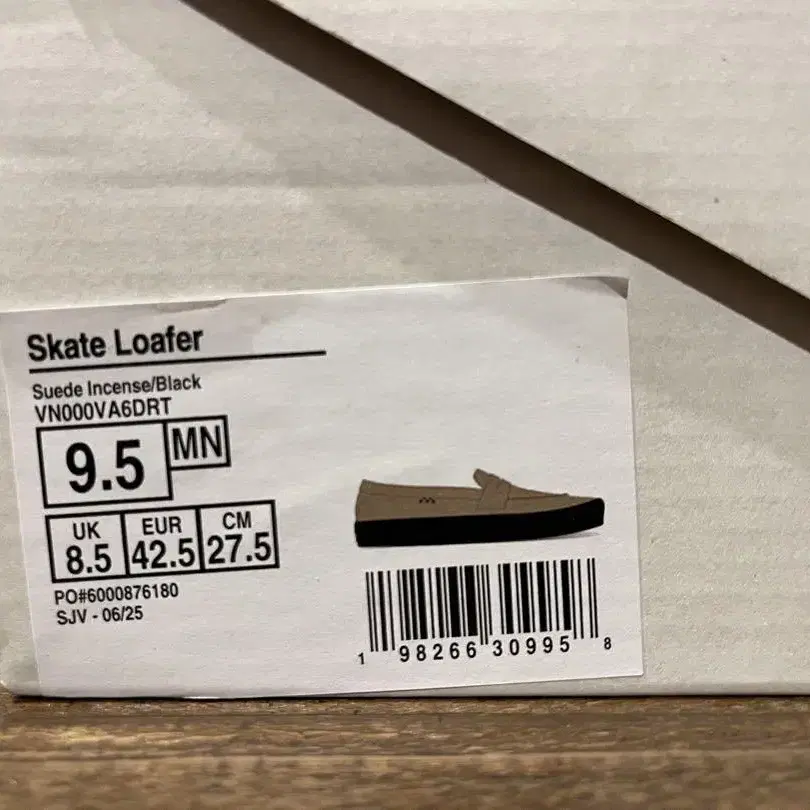 Skate Loafer
Suede Incense/Black
VN000VA6DRT
9.5 MN
UK EUR CM
8.5 42.5 27.5
PO#6000876180
SJV - 06/25
1 98266 30995 8